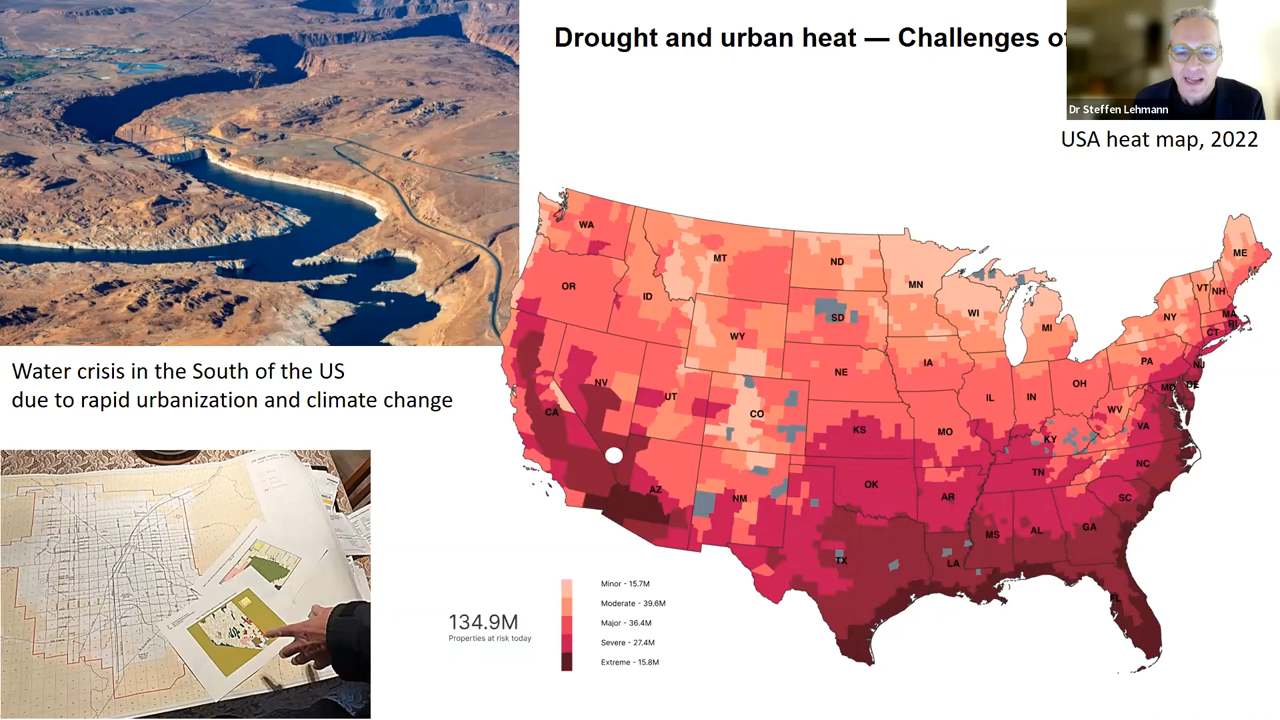 Drought and urban heat — Challenges of
Dr Steffen Lehmann
USA heat map, 2022
Water crisis in the South of the US
due to rapid urbanization and climate change
WA
MT
ND
MN
ME
OR
ID
WY
SD
WI
MI
NY
VT
NH
MA
RI
CT
NV
UT
CO
NE
IA
IL
IN
OH
PA
NJ
MD
DE
CA
KS
MO
KY
WV
VA
AZ
NM
OK
AR
TN
NC
SC
TX
LA
MS
AL
GA
FL
134.9M
Properties at risk today
Minor - 15.7M
Moderate - 39.6M
Major - 36.4M
Severe - 27.4M
Extreme - 15.8M